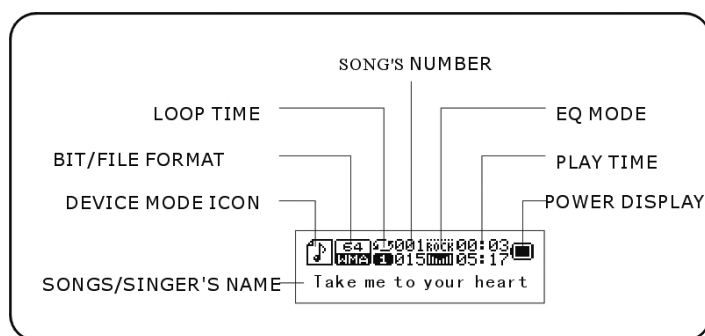 SONG'S NUMBER
LOOP TIME
EQ MODE
BIT/FILE FORMAT
PLAY TIME
DEVICE MODE ICON
POWER DISPLAY
64 001 ROCK 00:03
WMA 1 015 05:17
SONGS/SINGER'S NAME
Take me to your heart